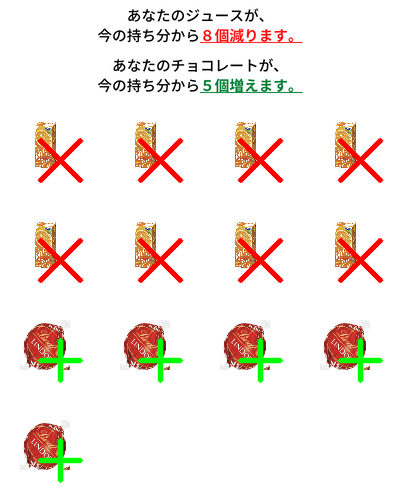 あなたのジュースが、
今の持ち分から８個減ります。
あなたのチョコレートが、
今の持ち分から５個増えます。